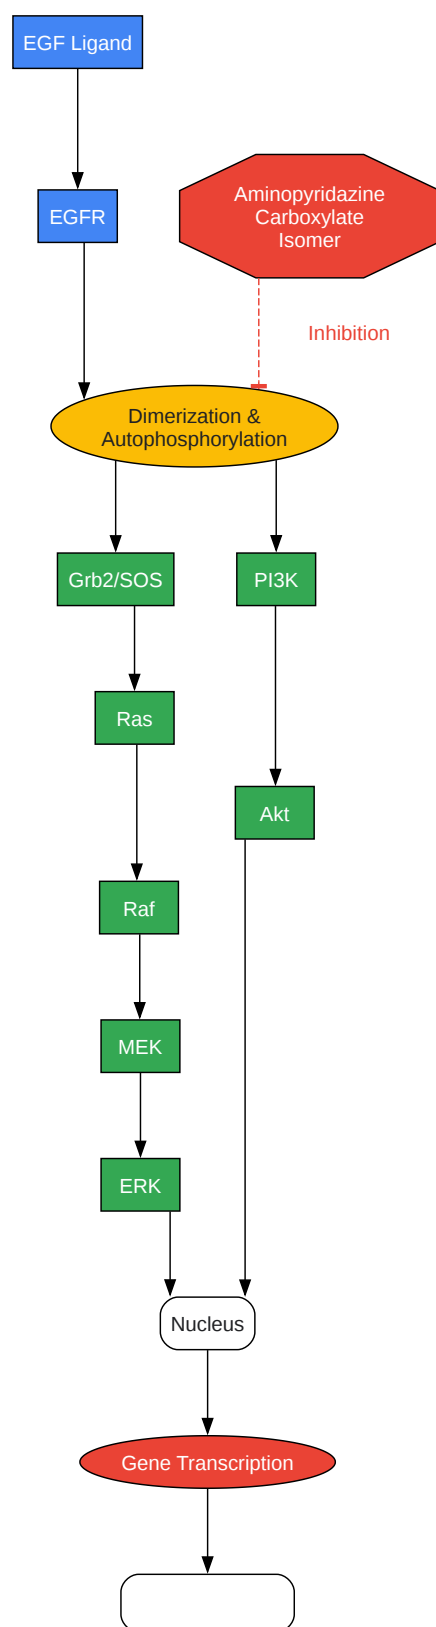 EGF Ligand
EGFR
Aminopyridazine
Carboxylate
Isomer
Inhibition
Dimerization &
Autophosphorylation
Grb2/SOS
PI3K
Ras
Akt
Raf
MEK
ERK
Nucleus
Gene Transcription